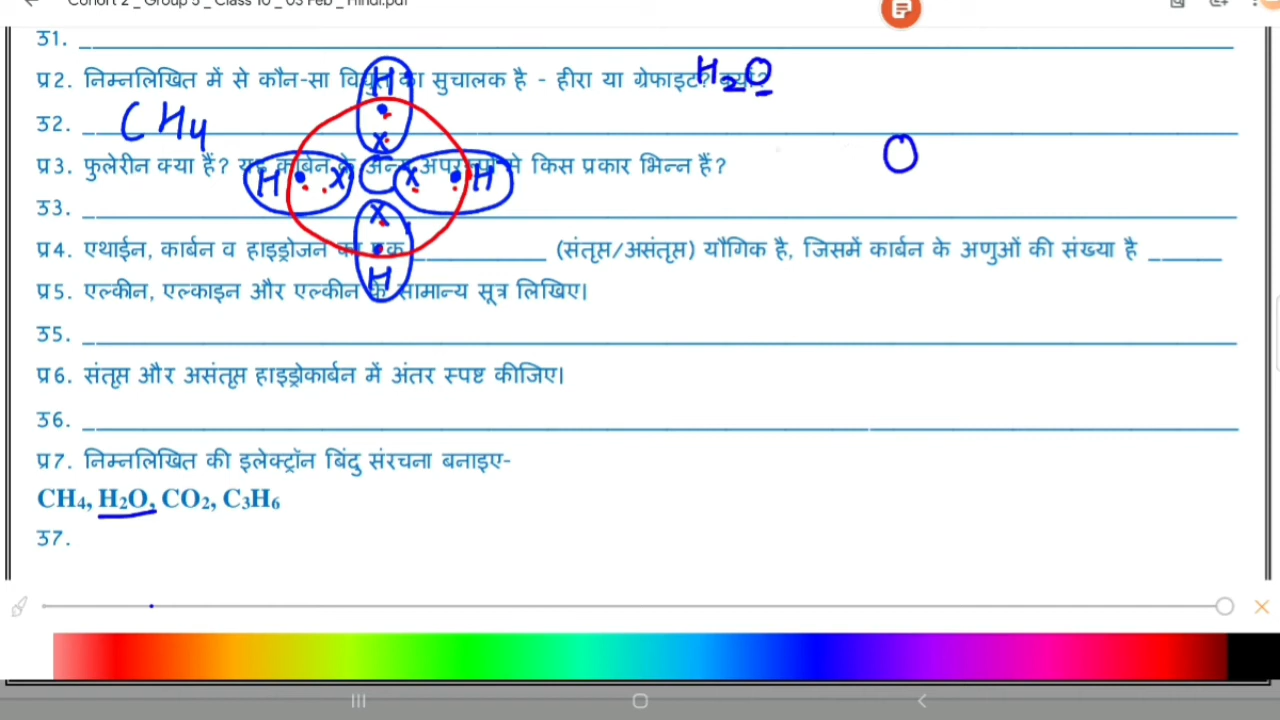 Cohort 2 _ Group 5 _ Class 10 _ 03 Feb _ Hindi.pdf
उ1.
प्र2. निम्नलिखित में से कौन-सा विद्युत का सुचालक है - हीरा या ग्रेफाइट? क्यों?
H2O
CH4
उ2.
प्र3. फुलेरीन क्या हैं? यह कार्बन के अन्य अपररूपों से किस प्रकार भिन्न हैं?
H
X
H X C X H
X
H
O
उ3.
प्र4. एथाईन, कार्बन व हाइड्रोजन का एक ________ (संतृप्त/असंतृप्त) यौगिक है, जिसमें कार्बन के अणुओं की संख्या है ______
प्र5. एल्कीन, एल्काइन और एल्कीन के सामान्य सूत्र लिखिए।
उ5.
प्र6. संतृप्त और असंतृप्त हाइड्रोकार्बन में अंतर स्पष्ट कीजिए।
उ6.
प्र7. निम्नलिखित की इलेक्ट्रॉन बिंदु संरचना बनाइए-
CH4, H2O, CO2, C3H6
उ7.